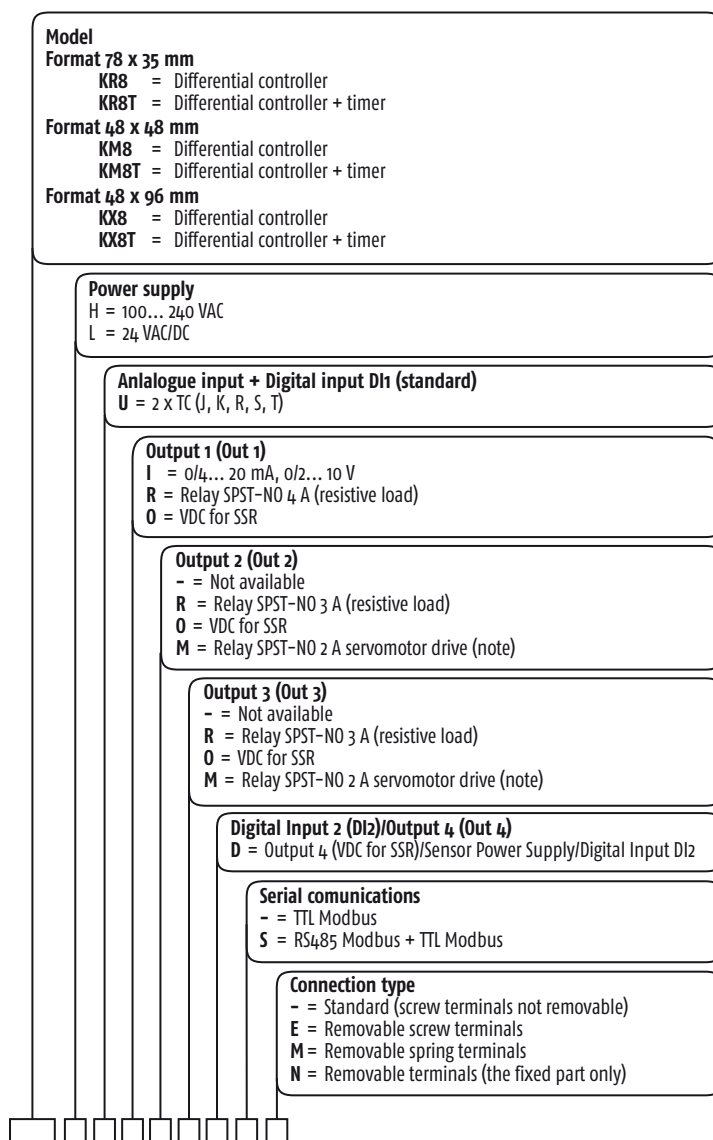 Model
Format 78 x 35 mm
KR8 = Differential controller
KR8T = Differential controller + timer
Format 48 x 48 mm
KM8 = Differential controller
KM8T = Differential controller + timer
Format 48 x 96 mm
KX8 = Differential controller
KX8T = Differential controller + timer
Power supply
H = 100... 240 VAC
L = 24 VAC/DC
Anlalogue input + Digital input DI1 (standard)
U = 2 x TC (J, K, R, S, T)
Output 1 (Out 1)
I = 0/4... 20 mA, 0/2... 10 V
R = Relay SPST-NO 4 A (resistive load)
O = VDC for SSR
Output 2 (Out 2)
- = Not available
R = Relay SPST-NO 3 A (resistive load)
O = VDC for SSR
M = Relay SPST-NO 2 A servomotor drive (note)
Output 3 (Out 3)
- = Not available
R = Relay SPST-NO 3 A (resistive load)
O = VDC for SSR
M = Relay SPST-NO 2 A servomotor drive (note)
Digital Input 2 (DI2)/Output 4 (Out 4)
D = Output 4 (VDC for SSR)/Sensor Power Supply/Digital Input DI2
Serial comunications
- = TTL Modbus
S = RS485 Modbus + TTL Modbus
Connection type
- = Standard (screw terminals not removable)
E = Removable screw terminals
M = Removable spring terminals
N = Removable terminals (the fixed part only)